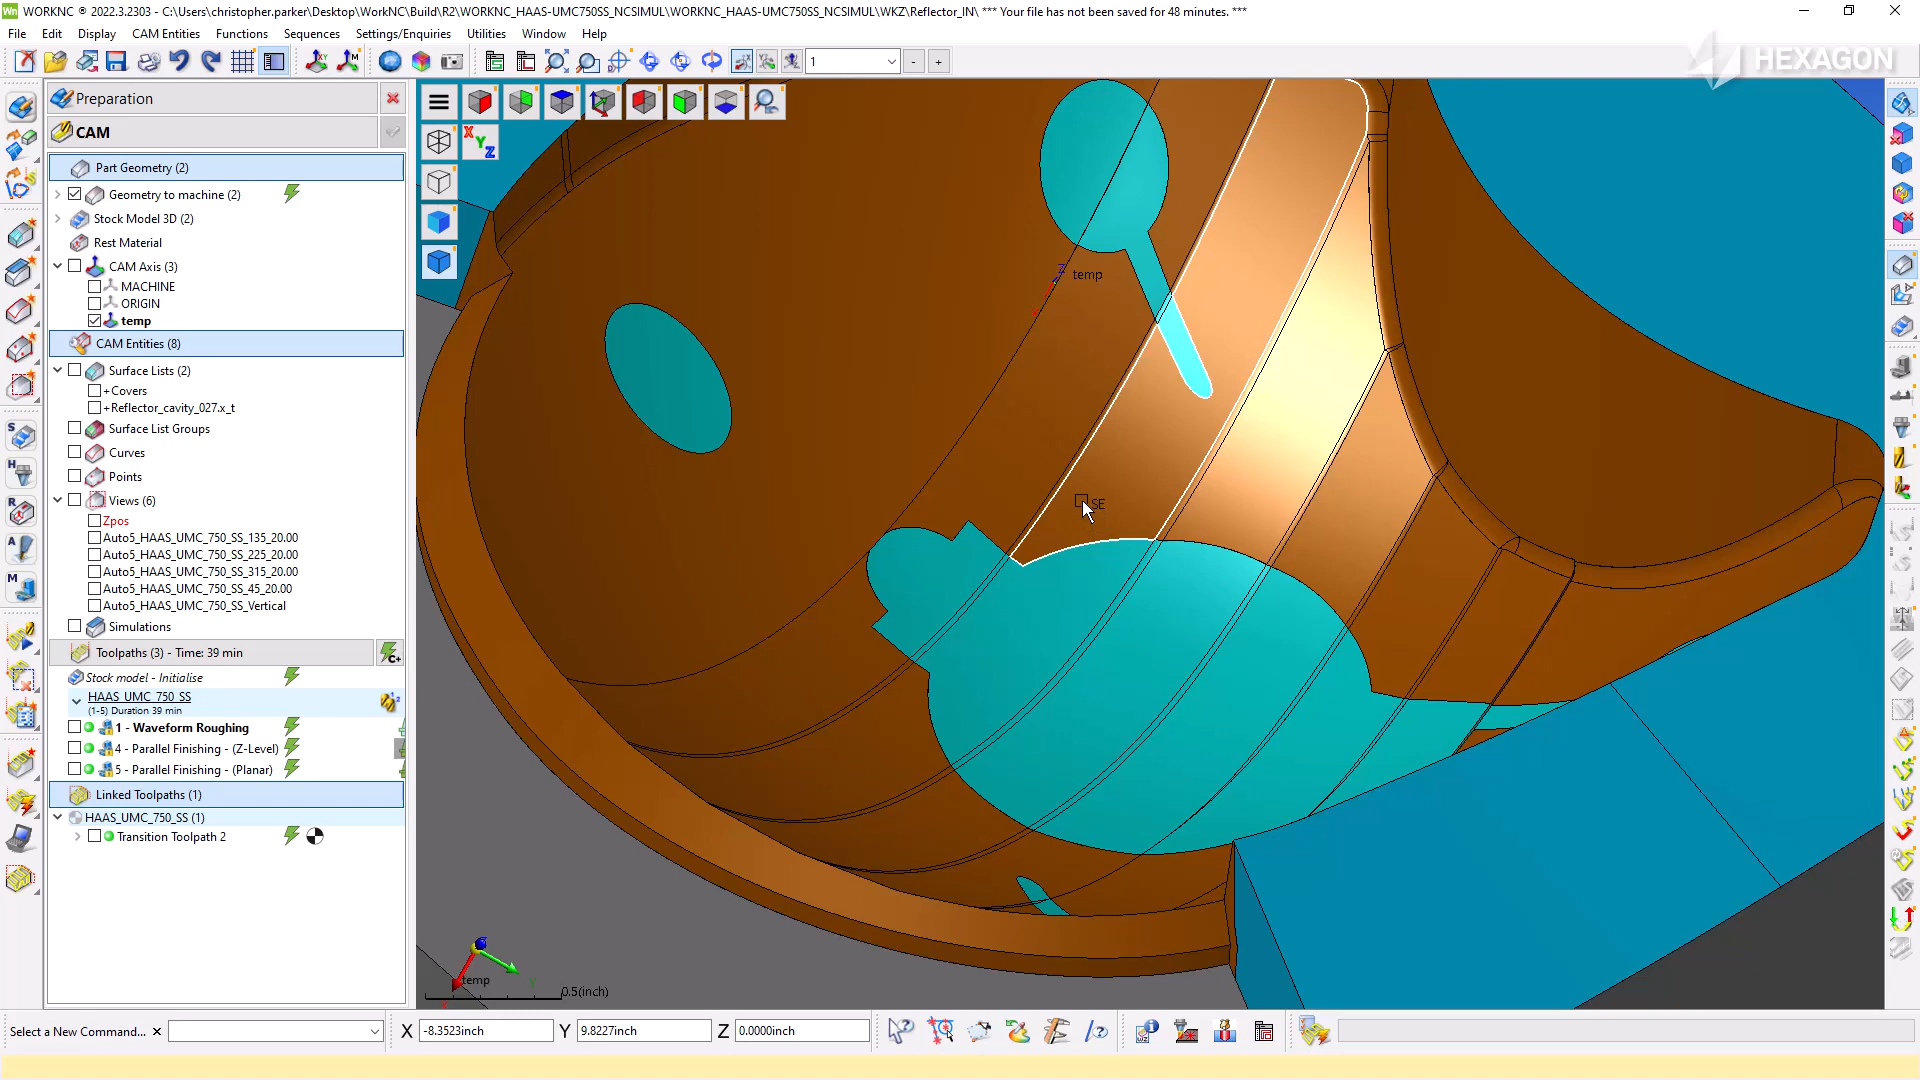 WORKNC ® 2022.3.2303 - C:\Users\christopher.parker\Desktop\WorkNC\Build\R2\WORKNC_HAAS-UMC750SS_NCSIMUL\WORKNC_HAAS-UMC750SS_NCSIMUL\WKZ\Reflector_IN\ *** Your file has not been saved for 48 minutes. ***
File Edit Display CAM Entities Functions Sequences Settings/Enquiries Utilities Window Help
HEXAGON
1
- +
Preparation
CAM
Part Geometry (2)
Geometry to machine (2)
Stock Model 3D (2)
Rest Material
CAM Axis (3)
MACHINE
ORIGIN
temp
CAM Entities (8)
Surface Lists (2)
+Covers
+Reflector_cavity_027.x_t
Surface List Groups
Curves
Points
Views (6)
Zpos
Auto5_HAAS_UMC_750_SS_135_20.00
Auto5_HAAS_UMC_750_SS_225_20.00
Auto5_HAAS_UMC_750_SS_315_20.00
Auto5_HAAS_UMC_750_SS_45_20.00
Auto5_HAAS_UMC_750_SS_Vertical
Simulations
Toolpaths (3) - Time: 39 min
Stock model - Initialise
HAAS_UMC_750_SS
(1-5) Duration 39 min
1 - Waveform Roughing
4 - Parallel Finishing - (Z-Level)
5 - Parallel Finishing - (Planar)
Linked Toolpaths (1)
HAAS_UMC_750_SS (1)
Transition Toolpath 2
X Y Z
Z temp
X
SE
temp Y
X
0.5(inch)
Select a New Command... X -8.3523inch Y 9.8227inch Z 0.0000inch